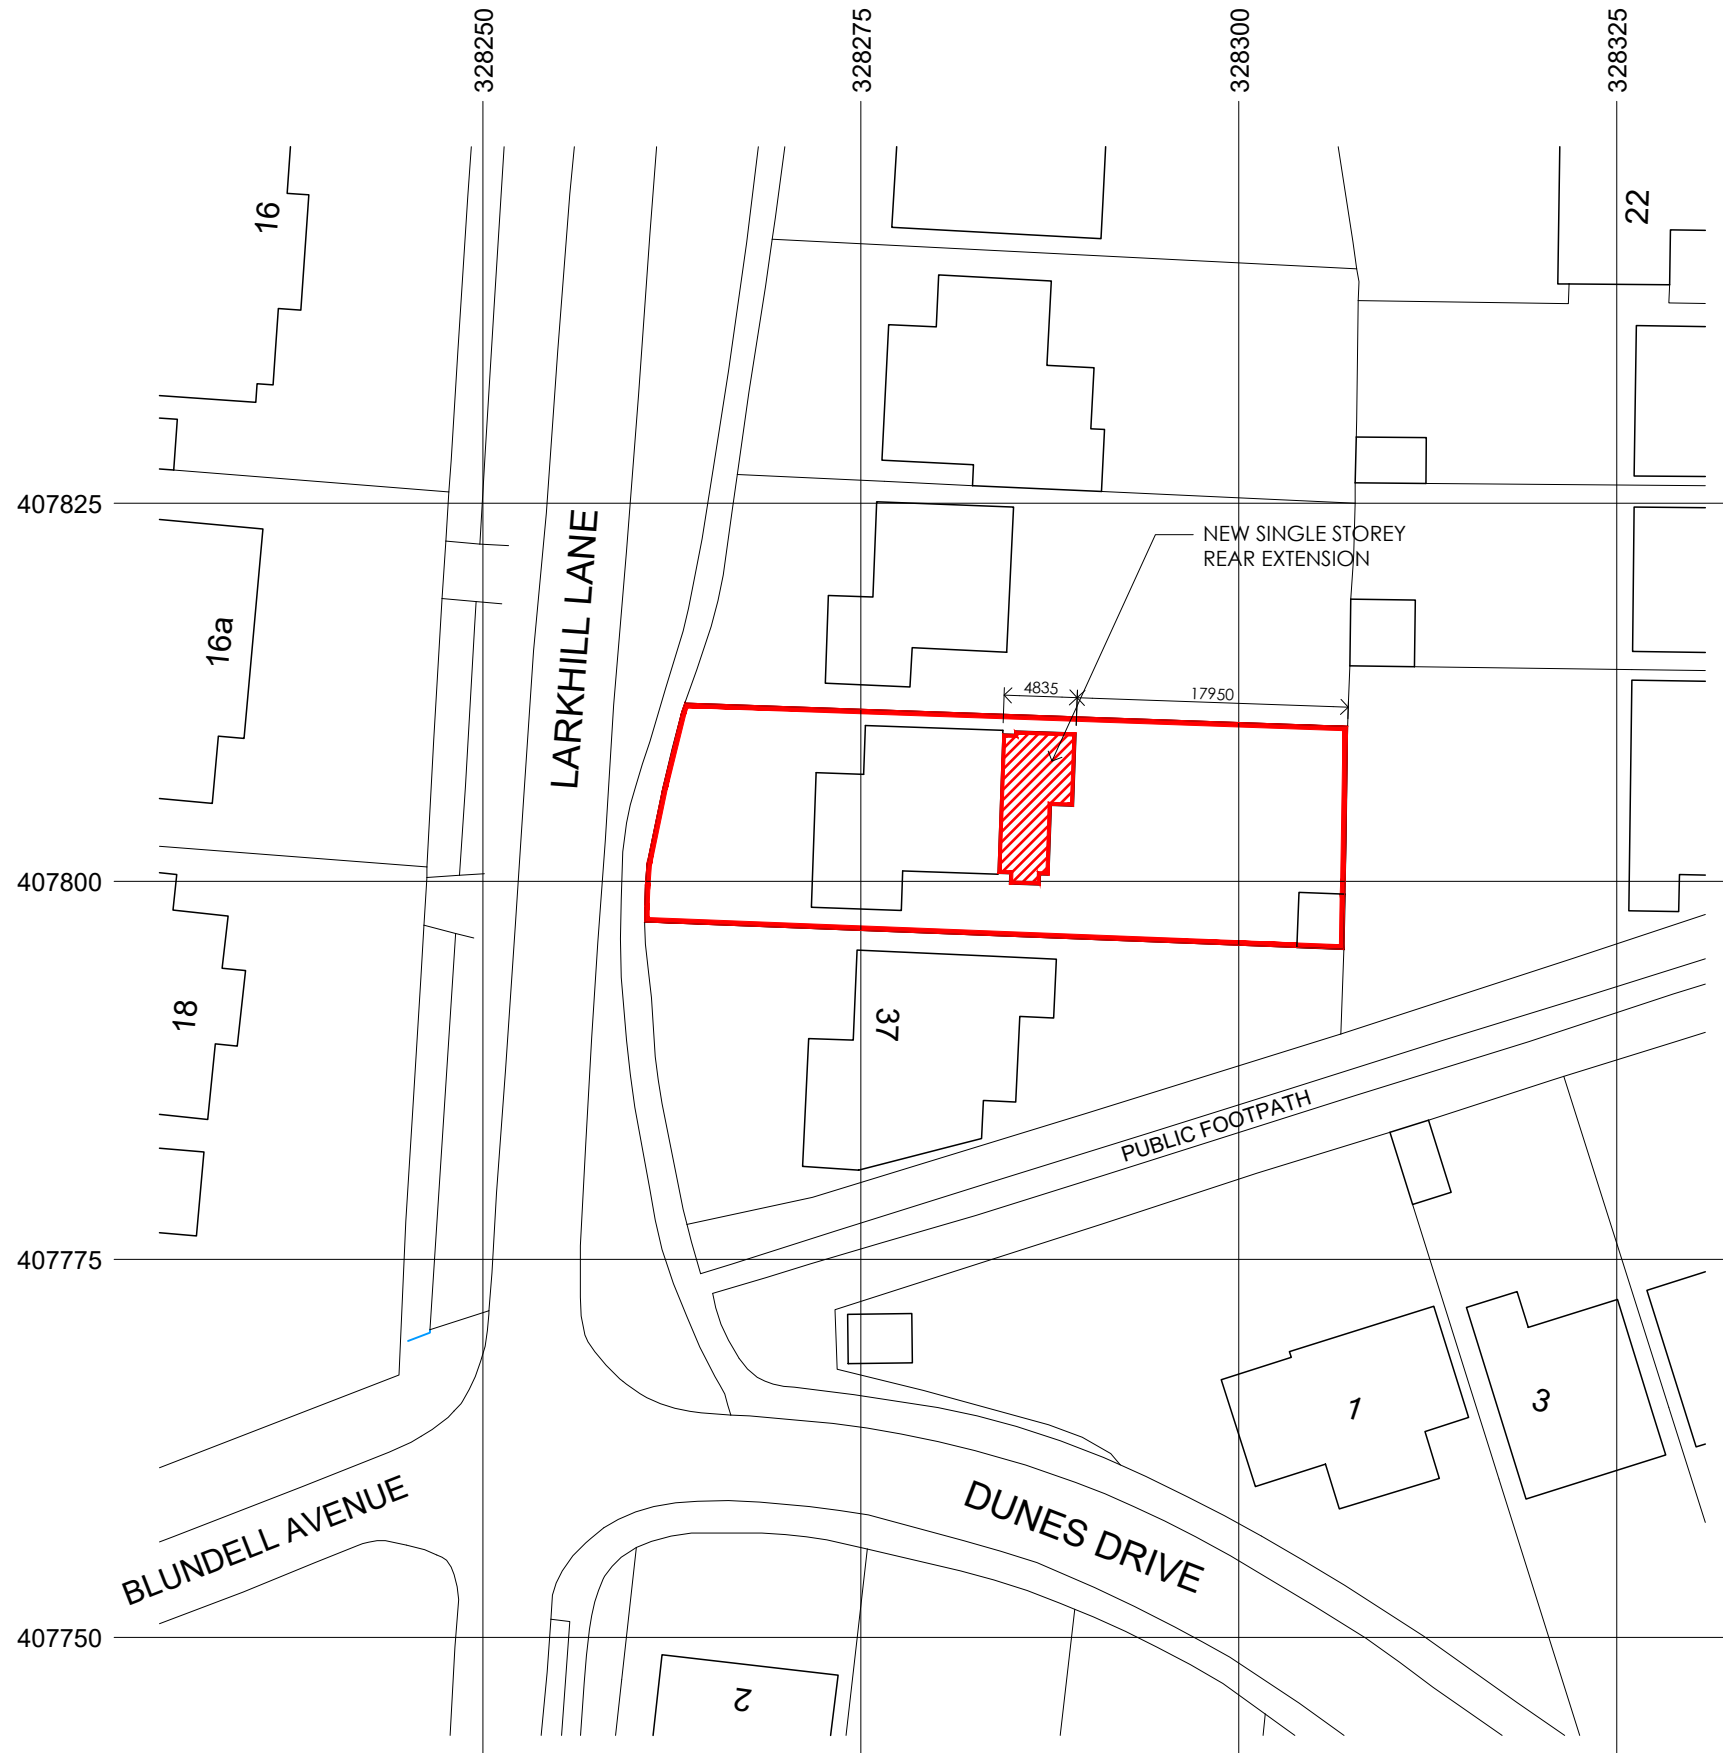 328250
328275
328300
328325
16
22
407825
NEW SINGLE STOREY
REAR EXTENSION
16a
LARKHILL LANE
4835
17950
407800
18
37
PUBLIC FOOTPATH
407775
1
3
BLUNDELL AVENUE
DUNES DRIVE
407750
2